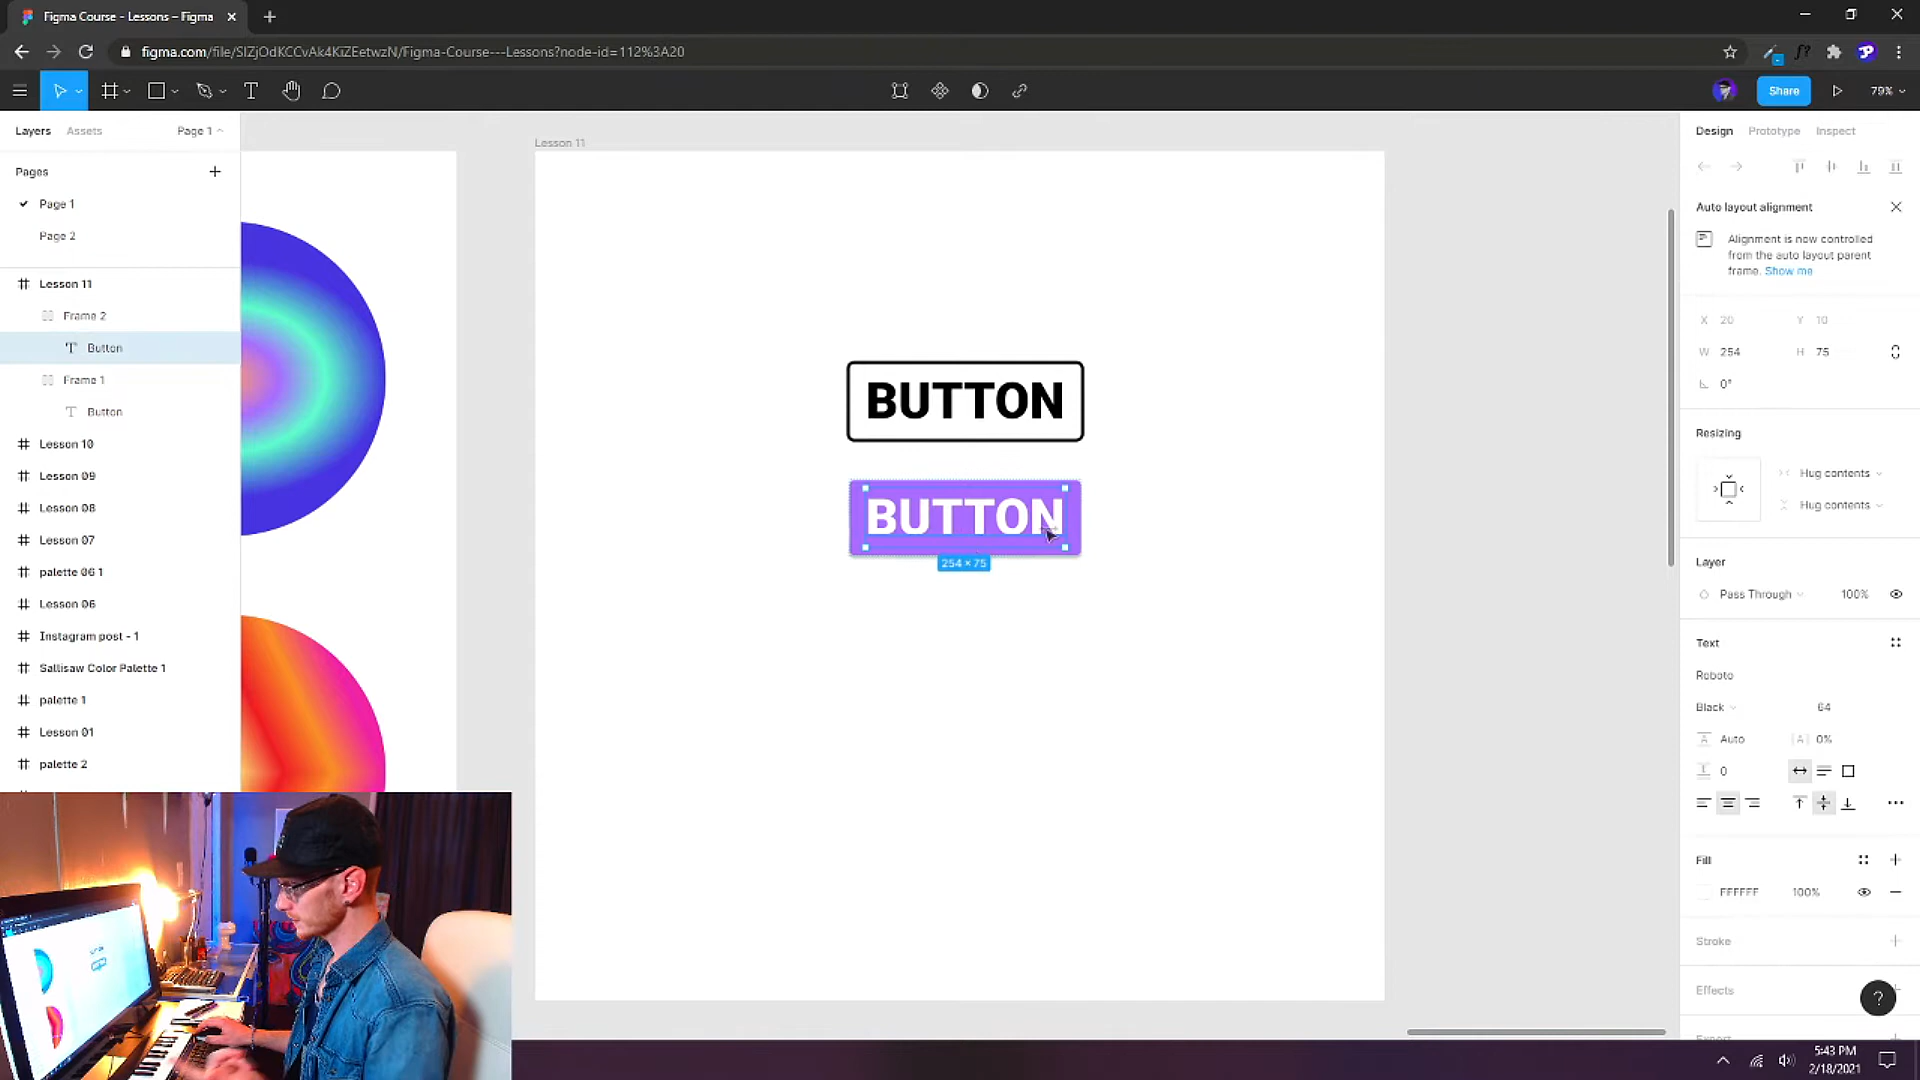 Figma Course - Lessons – Figma
figma.com/file/SIZjOdKCCvAk4KiZEetwzN/Figma-Course---Lessons?node-id=112%3A20
Share
79%
Layers
Assets
Page 1
Pages
Page 1
Page 2
Lesson 11
Frame 2
Button
Frame 1
Button
Lesson 10
Lesson 09
Lesson 08
Lesson 07
palette 06 1
Lesson 06
Instagram post - 1
Sallisaw Color Palette 1
palette 1
Lesson 01
palette 2
Lesson 11
BUTTON
BUTTON
254 × 75
Design
Prototype
Inspect
Auto layout alignment
Alignment is now controlled
from the auto layout parent
frame. Show me
X 20
Y 10
W 254
H 75
0°
Resizing
Hug contents
Hug contents
Layer
Pass Through
100%
Text
Roboto
Black
64
Auto
0%
0
Fill
FFFFFF
100%
Stroke
Effects
Export
?
5:43 PM
2/18/2021